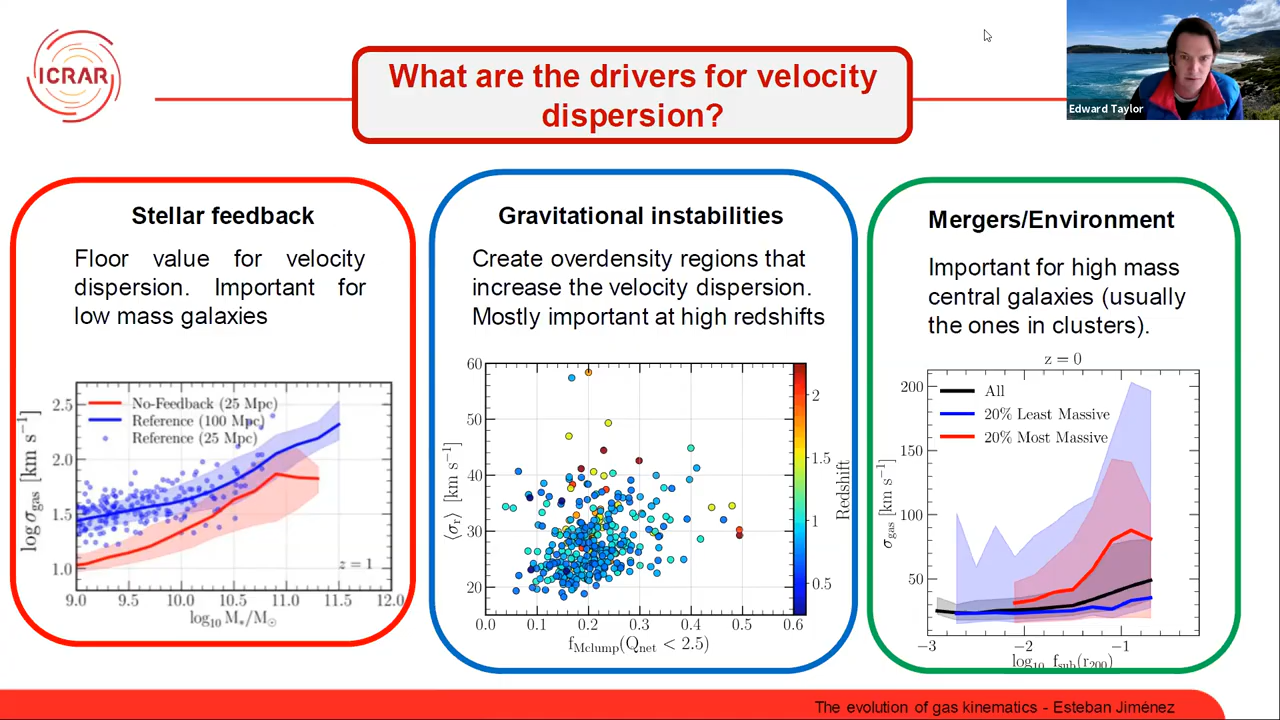 ICRAR
What are the drivers for velocity
dispersion?
Edward Taylor
Stellar feedback
Floor value for velocity
dispersion. Important for
low mass galaxies
log σgas [km s⁻¹]
2.5
2.0
1.5
1.0
No-Feedback (25 Mpc)
Reference (100 Mpc)
Reference (25 Mpc)
z = 1
9.0 9.5 10.0 10.5 11.0 11.5 12.0
log₁₀ M*/M☉
Gravitational instabilities
Create overdensity regions that
increase the velocity dispersion.
Mostly important at high redshifts
⟨σr⟩ [km s⁻¹]
60
50
40
30
20
0.0 0.1 0.2 0.3 0.4 0.5 0.6
fMclump(Qnet < 2.5)
2
1.5
1
0.5
Redshift
Mergers/Environment
Important for high mass
central galaxies (usually
the ones in clusters).
z = 0
σgas [km s⁻¹]
200
150
100
50
All
20% Least Massive
20% Most Massive
−3 −2 −1
log₁₀ fsub(r200)
The evolution of gas kinematics - Esteban Jiménez